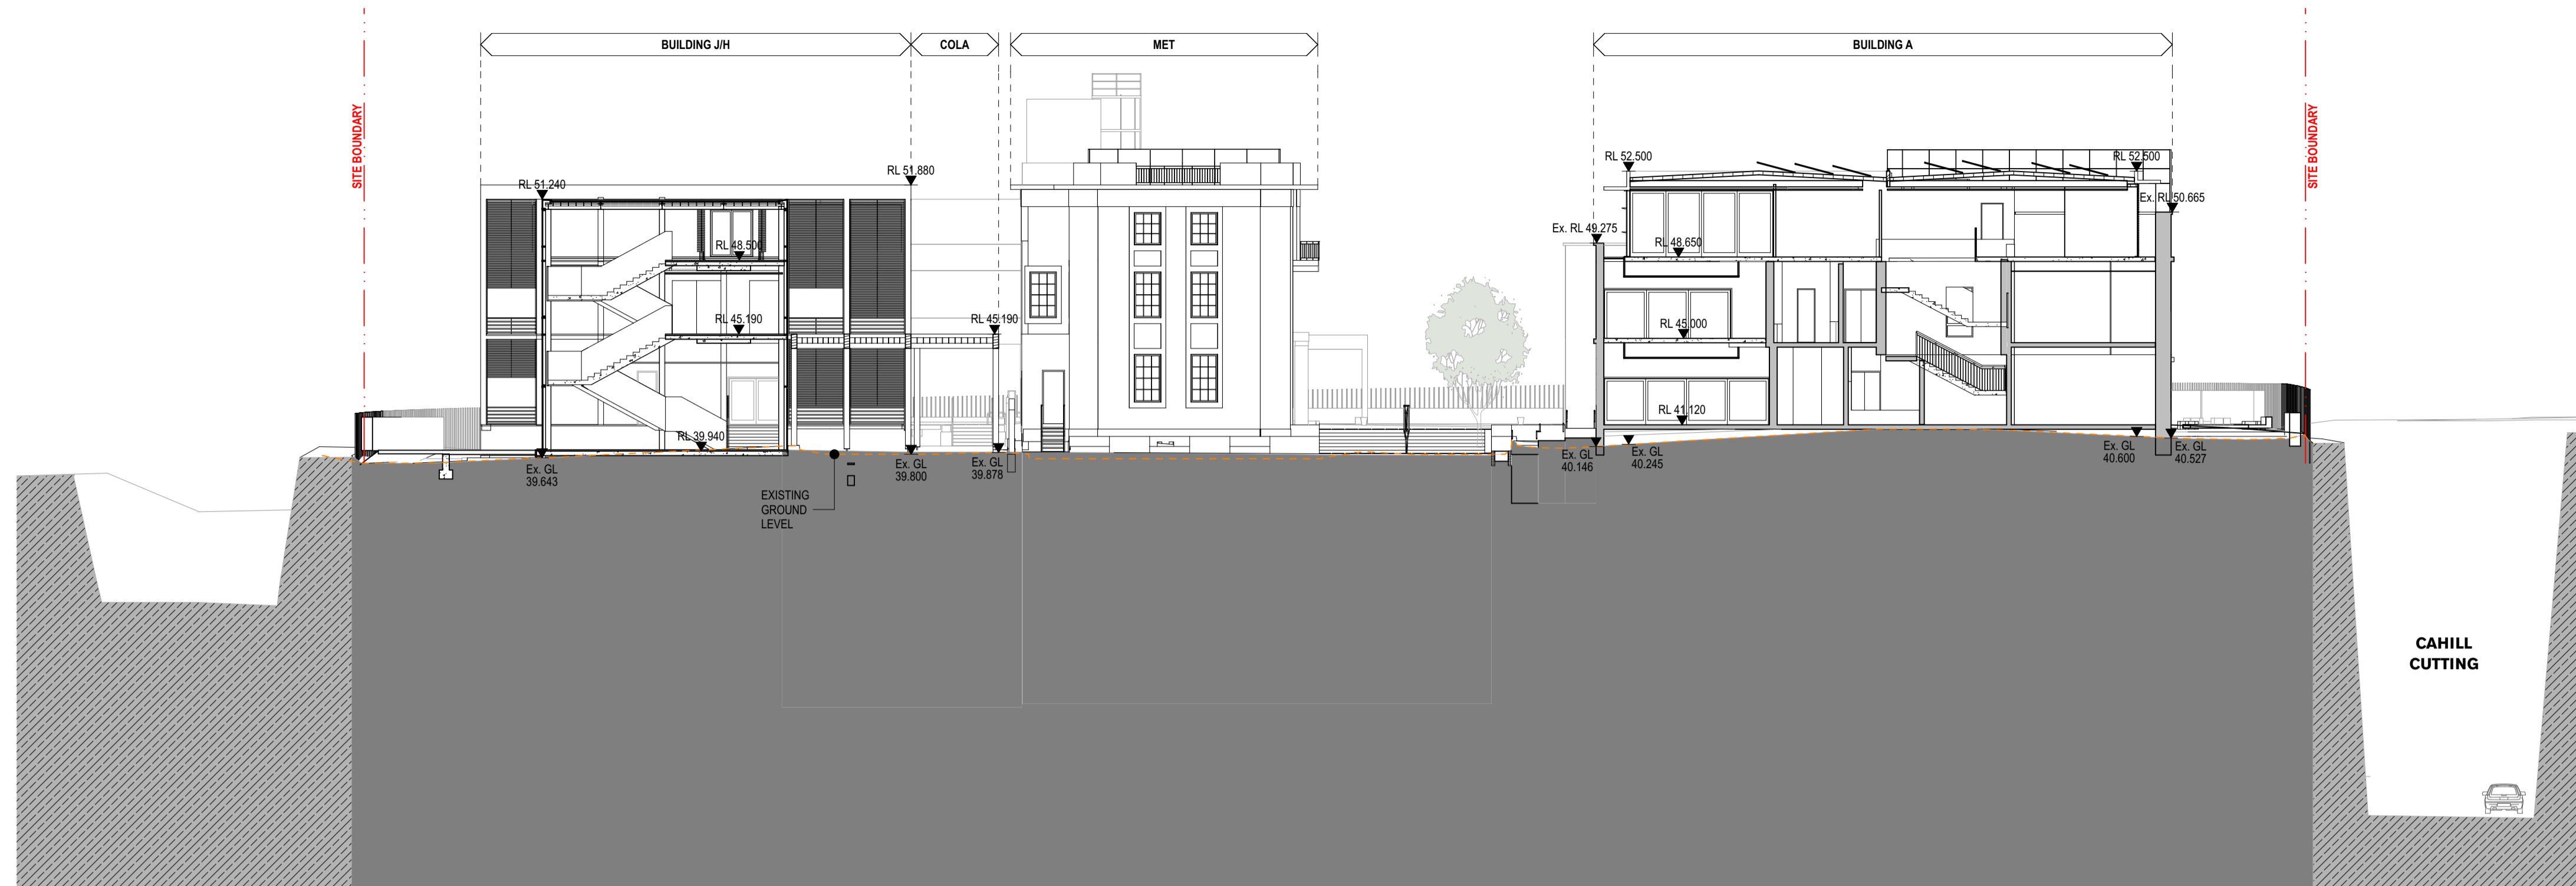 BUILDING J/H
COLA
MET
BUILDING A
SITE BOUNDARY
SITE BOUNDARY
RL 51.240
RL 51.880
RL 52.500
RL 52.500
Ex. RL 50.665
Ex. RL 49.275
RL 48.500
RL 48.650
RL 45.190
RL 45.190
RL 45.000
RL 41.120
RL 39.940
Ex. GL
39.643
Ex. GL
39.800
Ex. GL
39.878
Ex. GL
40.146
Ex. GL
40.245
Ex. GL
40.600
Ex. GL
40.527
EXISTING
GROUND
LEVEL
CAHILL
CUTTING